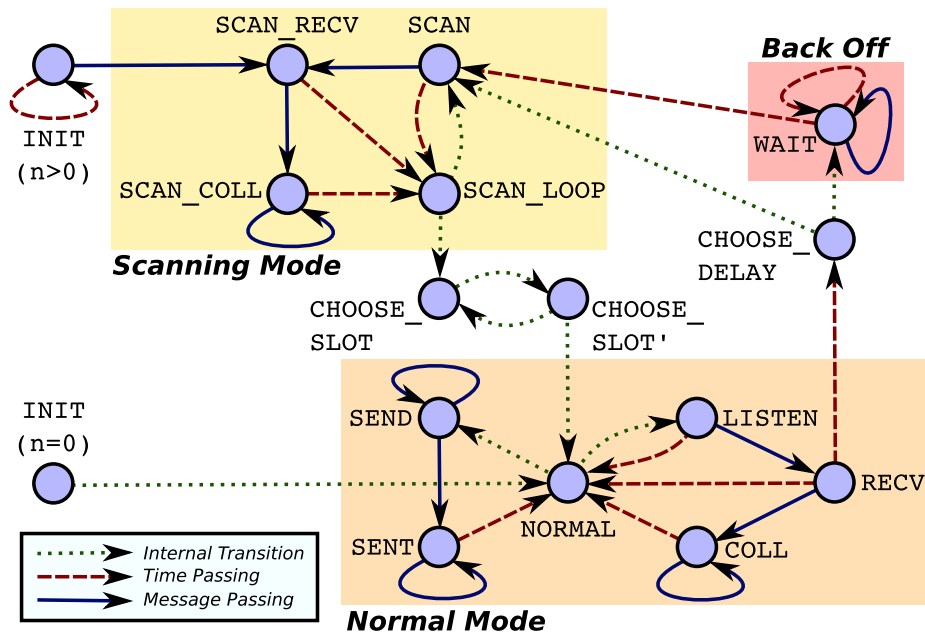 SCAN_RECV
SCAN
Back Off
INIT
(n>0)
WAIT
SCAN_COLL
SCAN_LOOP
Scanning Mode
CHOOSE_
DELAY
CHOOSE_
SLOT
CHOOSE_
SLOT'
INIT
(n=0)
SEND
LISTEN
RECV
NORMAL
SENT
COLL
Internal Transition
Time Passing
Message Passing
Normal Mode